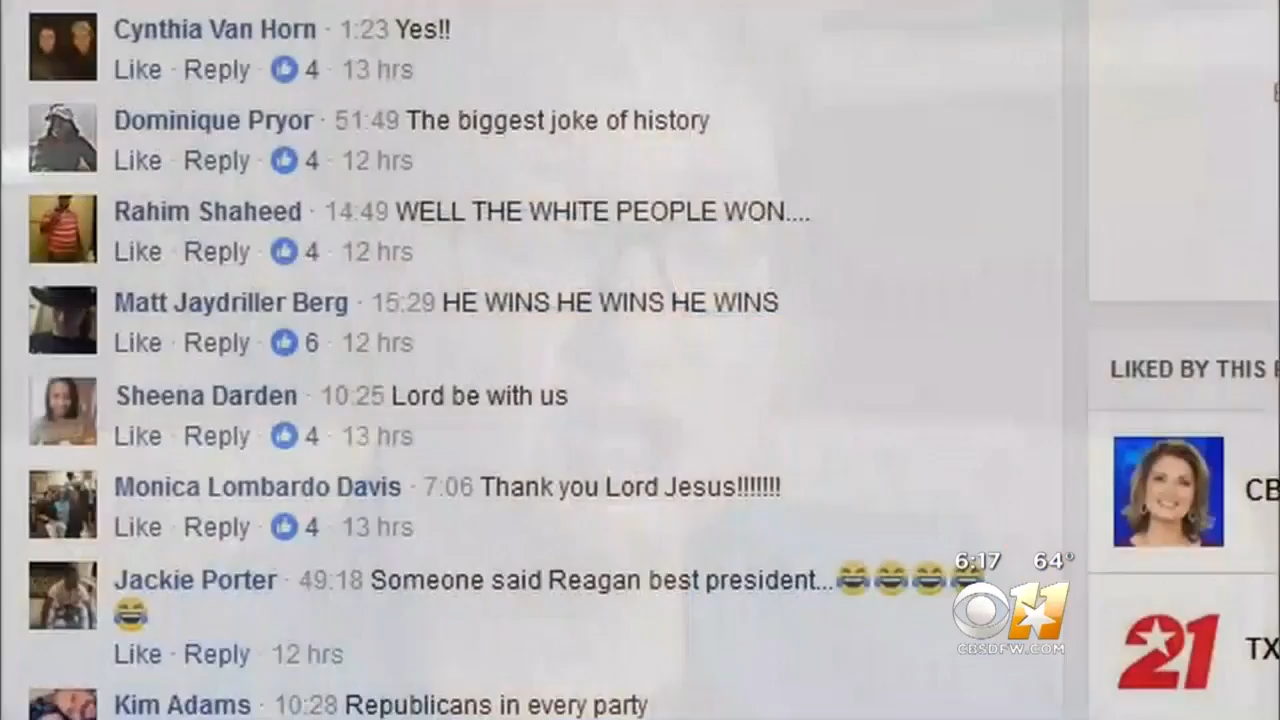 Cynthia Van Horn · 1:23 Yes!!
Like · Reply · 4 · 13 hrs
Dominique Pryor · 51:49 The biggest joke of history
Like · Reply · 4 · 12 hrs
Rahim Shaheed · 14:49 WELL THE WHITE PEOPLE WON....
Like · Reply · 4 · 12 hrs
Matt Jaydriller Berg · 15:29 HE WINS HE WINS HE WINS
Like · Reply · 6 · 12 hrs
LIKED BY THIS
Sheena Darden · 10:25 Lord be with us
Like · Reply · 4 · 13 hrs
Monica Lombardo Davis · 7:06 Thank you Lord Jesus!!!!!!!
CB
Like · Reply · 4 · 13 hrs
6:17 64°
Jackie Porter · 49:18 Someone said Reagan best president...😂😂😂😂
😂
11
CBSDFW.COM
21 TX
Like · Reply · 12 hrs
Kim Adams · 10:28 Republicans in every party